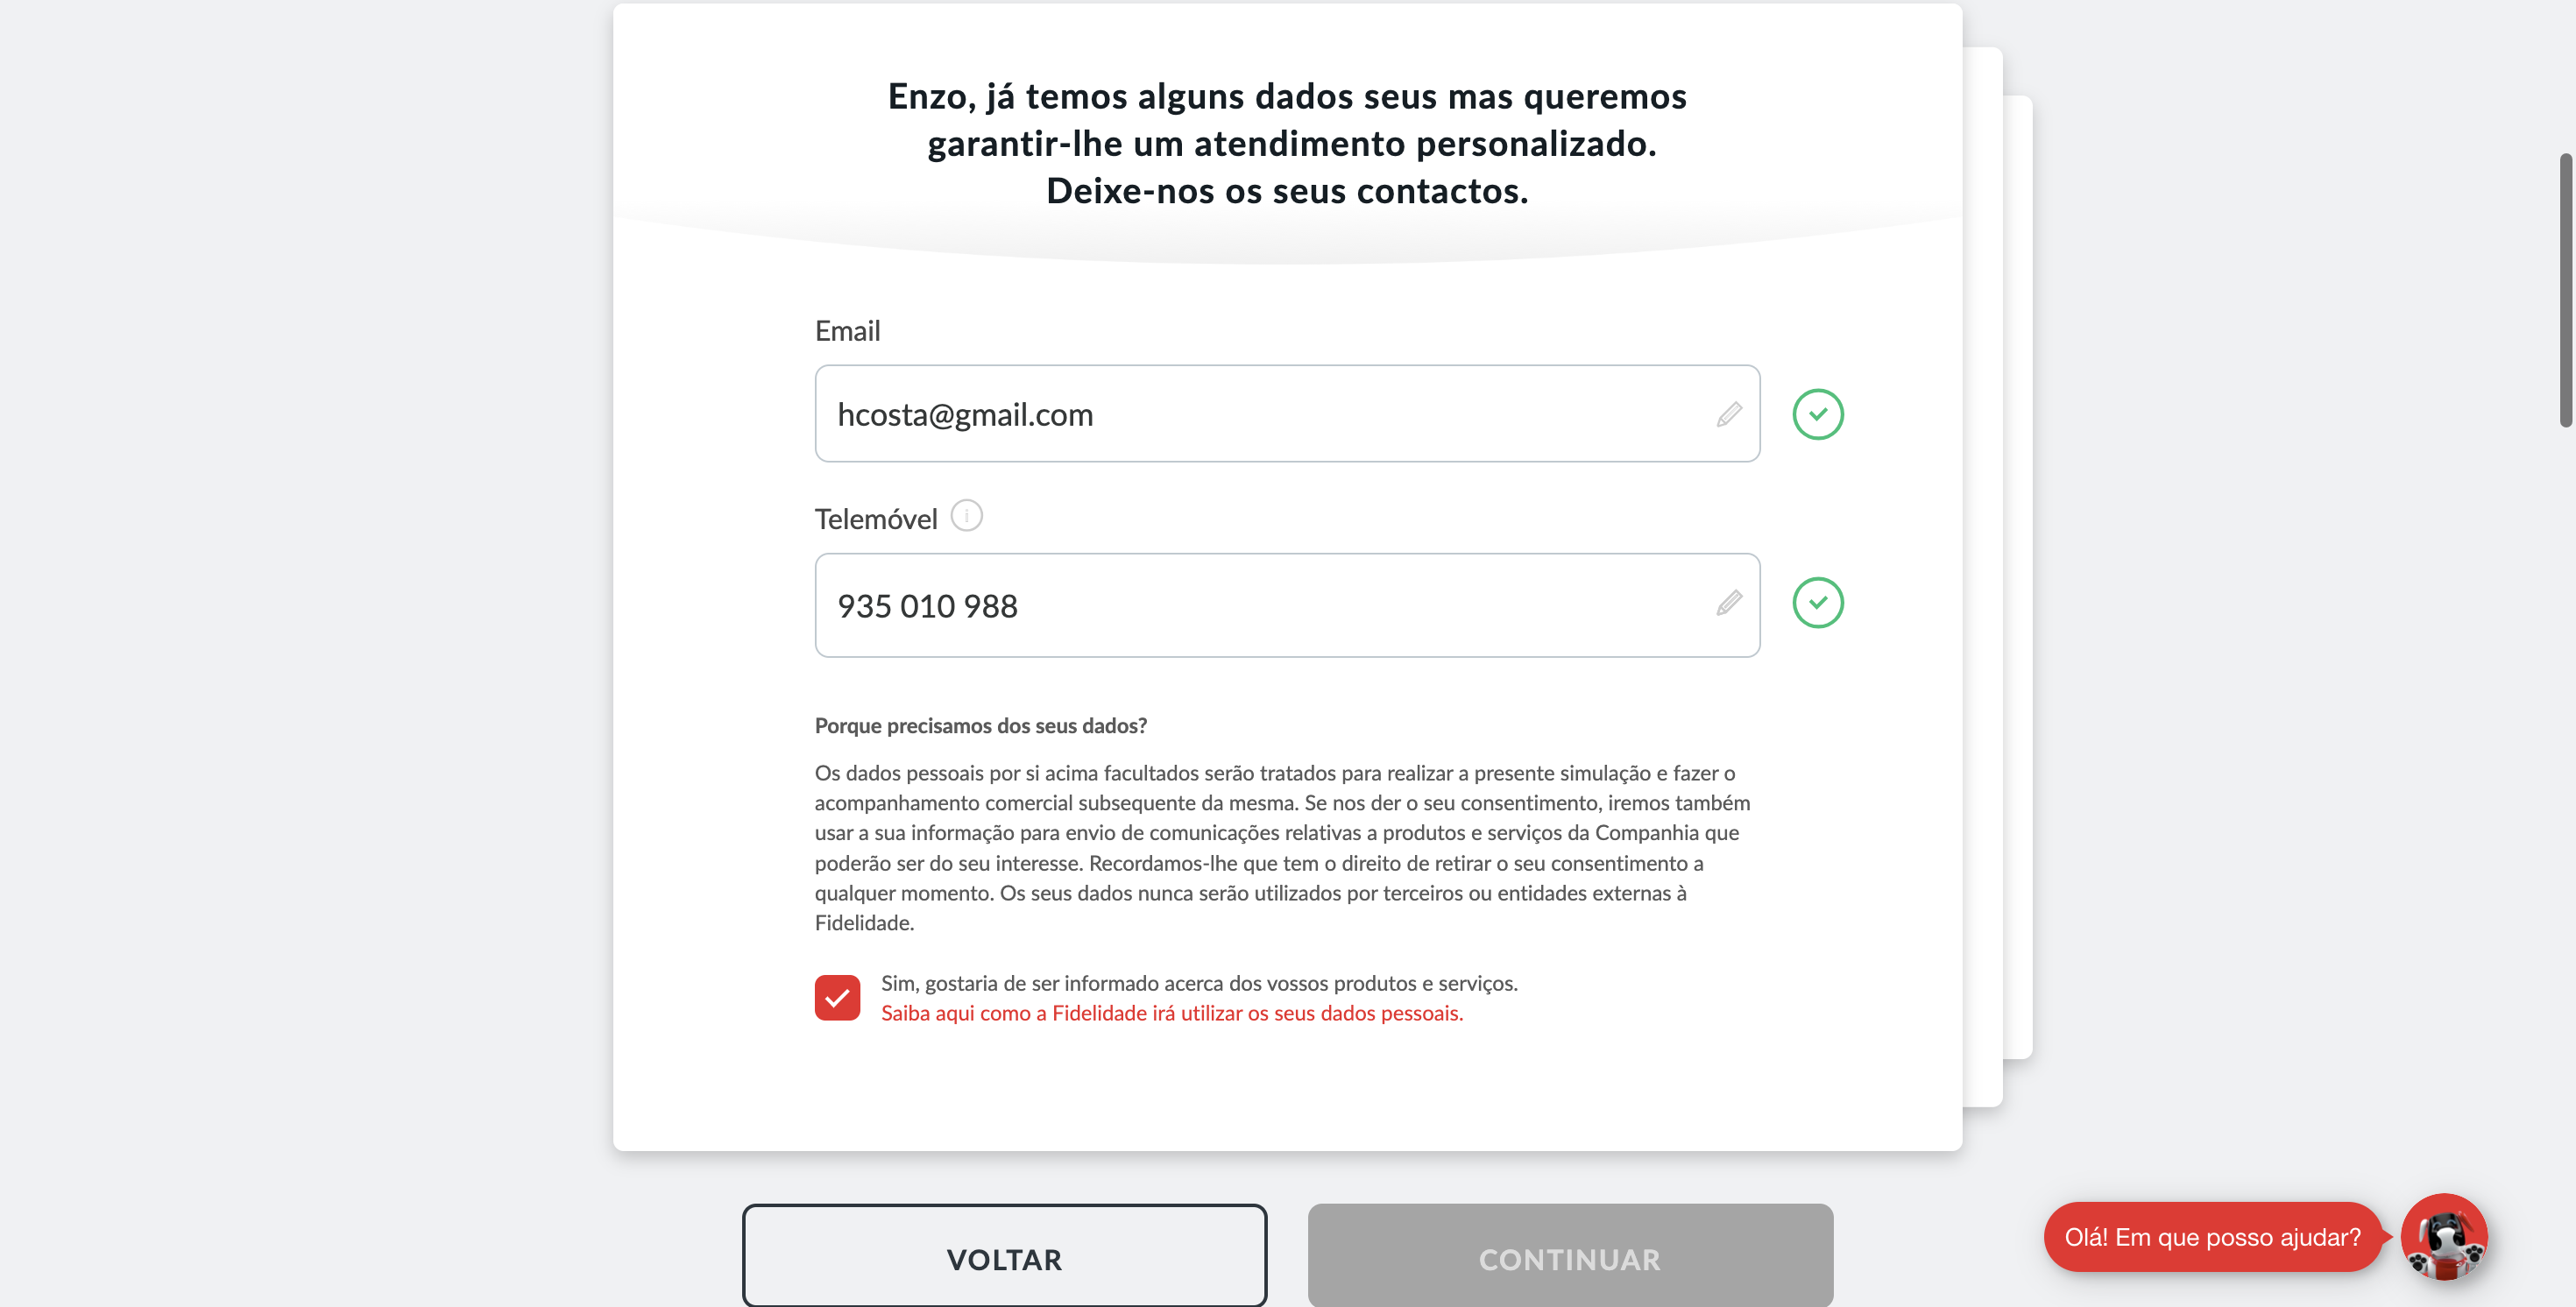 Enzo, já temos alguns dados seus mas queremos
garantir-lhe um atendimento personalizado.
Deixe-nos os seus contactos.
Email
hcosta@gmail.com
Telemóvel i
935 010 988
Porque precisamos dos seus dados?
Os dados pessoais por si acima facultados serão tratados para realizar a presente simulação e fazer o
acompanhamento comercial subsequente da mesma. Se nos der o seu consentimento, iremos também
usar a sua informação para envio de comunicações relativas a produtos e serviços da Companhia que
poderão ser do seu interesse. Recordamos-lhe que tem o direito de retirar o seu consentimento a
qualquer momento. Os seus dados nunca serão utilizados por terceiros ou entidades externas à
Fidelidade.
Sim, gostaria de ser informado acerca dos vossos produtos e serviços.
Saiba aqui como a Fidelidade irá utilizar os seus dados pessoais.
VOLTAR
CONTINUAR
Olá! Em que posso ajudar?